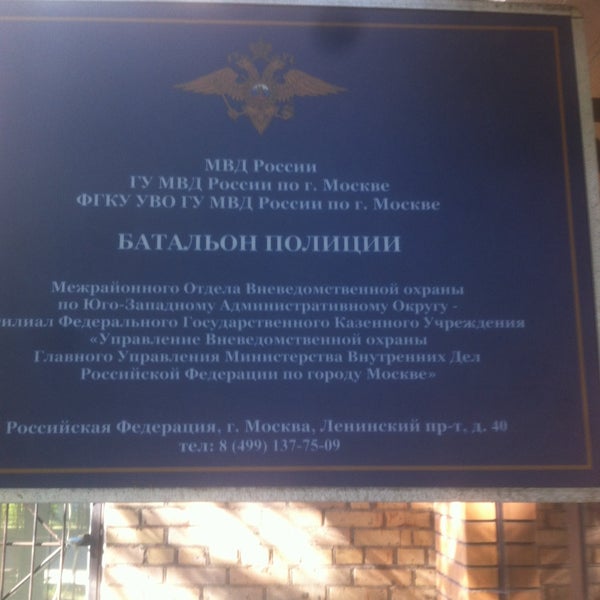 МВД России
ГУ МВД России по г. Москве
ФГКУ УВО ГУ МВД России по г. Москве
БАТАЛЬОН ПОЛИЦИИ
Межрайонного Отдела Вневедомственной охраны
по Юго-Западному Административному Округу -
илиал Федерального Государственного Казенного Учреждения
«Управление Вневедомственной охраны
Главного Управления Министерства Внутренних Дел
Российской Федерации по городу Москве»
Российская Федерация, г. Москва, Ленинский пр-т, д. 40
тел: 8 (499) 137-75-09